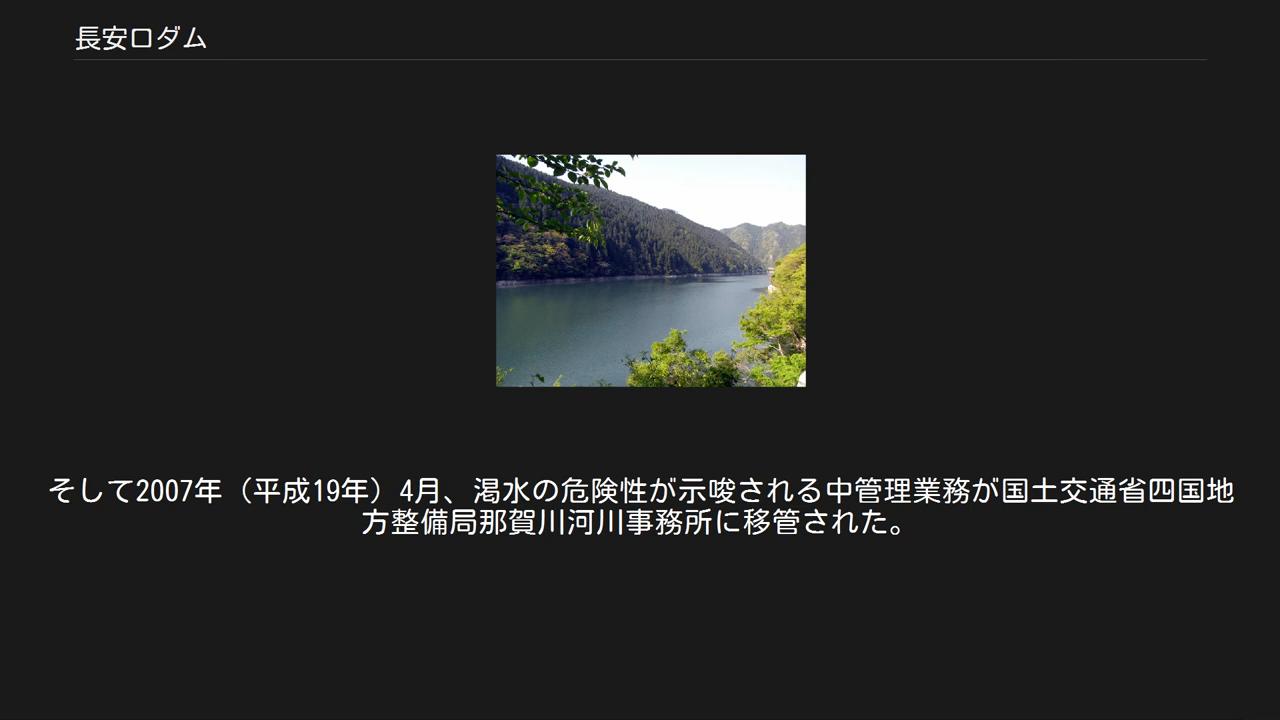 長安口ダム
そして2007年（平成19年）4月、渇水の危険性が示唆される中管理業務が国土交通省四国地
方整備局那賀川河川事務所に移管された。